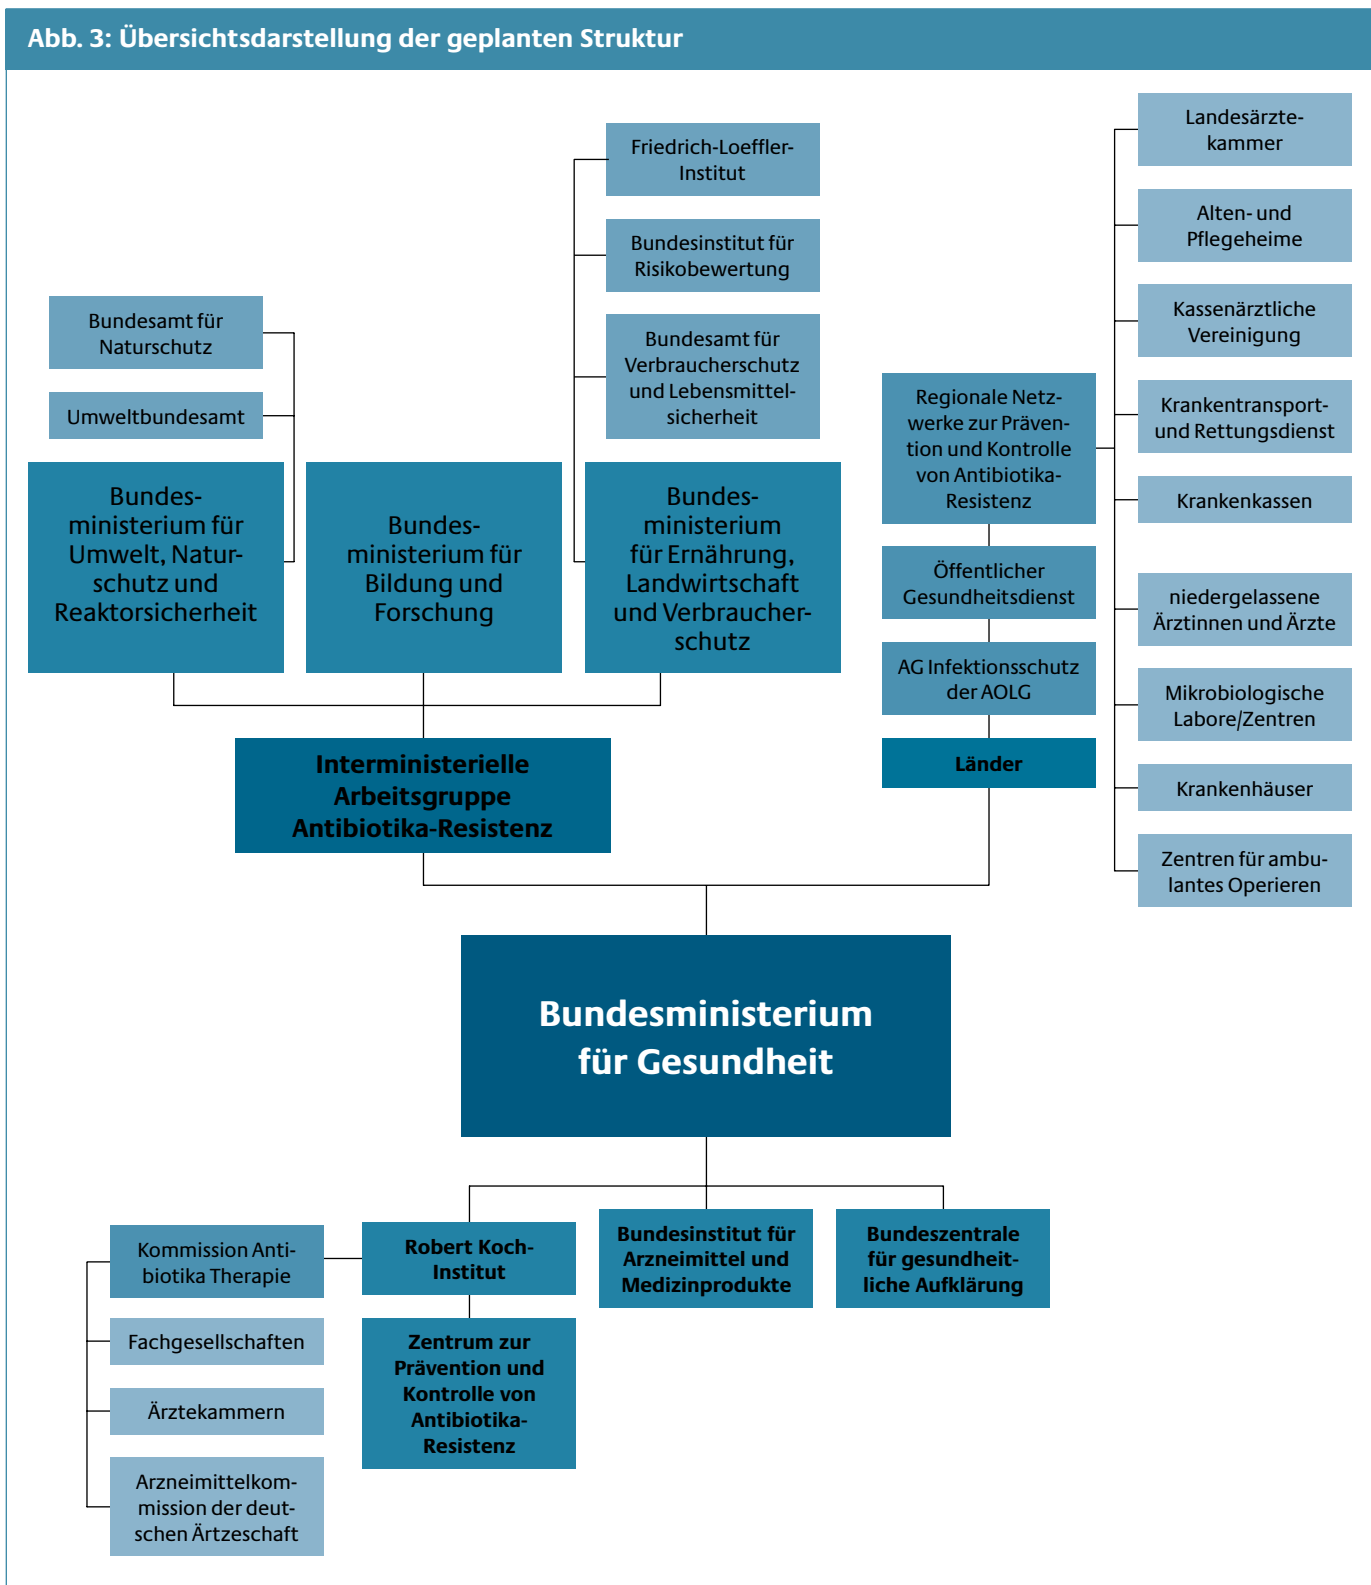 Abb. 3: Übersichtsdarstellung der geplanten Struktur
Friedrich-Loeffler-
Institut
Bundesinstitut für
Risikobewertung
Bundesamt für
Verbraucherschutz
und Lebensmittel-
sicherheit
Bundesamt für
Naturschutz
Umweltbundesamt
Bundes-
ministerium für
Umwelt, Natur-
schutz und
Reaktorsicherheit
Bundes-
ministerium für
Bildung und
Forschung
Bundes-
ministerium
für Ernährung,
Landwirtschaft
und Verbraucher-
schutz
Interministerielle
Arbeitsgruppe
Antibiotika-Resistenz
Regionale Netz-
werke zur Präven-
tion und Kontrolle
von Antibiotika-
Resistenz
Öffentlicher
Gesundheitsdienst
AG Infektionsschutz
der AOLG
Länder
Landesärzte-
kammer
Alten- und
Pflegeheime
Kassenärztliche
Vereinigung
Krankentransport-
und Rettungsdienst
Krankenkassen
niedergelassene
Ärztinnen und Ärzte
Mikrobiologische
Labore/Zentren
Krankenhäuser
Zentren für ambu-
lantes Operieren
Bundesministerium
für Gesundheit
Kommission Anti-
biotika Therapie
Fachgesellschaften
Ärztekammern
Arzneimittelkom-
mission der deut-
schen Ärtzeschaft
Robert Koch-
Institut
Zentrum zur
Prävention und
Kontrolle von
Antibiotika-
Resistenz
Bundesinstitut für
Arzneimittel und
Medizinprodukte
Bundeszentrale
für gesundheit-
liche Aufklärung